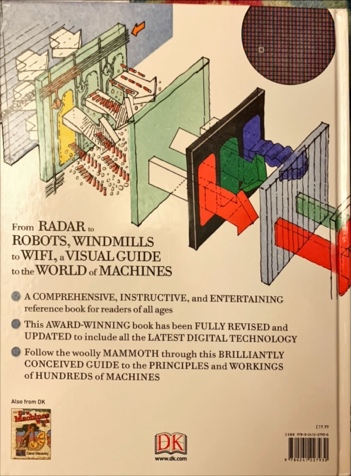 From RADAR to
ROBOTS, WINDMILLS
to WIFI, a VISUAL GUIDE
to the WORLD of MACHINES
A COMPREHENSIVE, INSTRUCTIVE, and ENTERTAINING
reference book for readers of all ages
This AWARD-WINNING book has been FULLY REVISED and
UPDATED to include all the LATEST DIGITAL TECHNOLOGY
Follow the woolly MAMMOTH through this BRILLIANTLY
CONCEIVED GUIDE to the PRINCIPLES and WORKINGS
of HUNDREDS of MACHINES
Also from DK
DK
www.dk.com